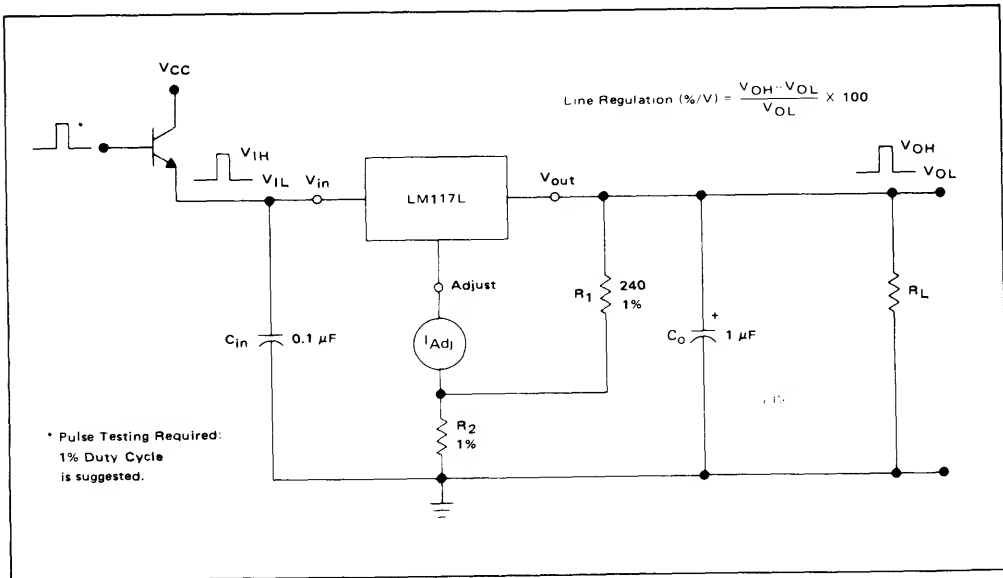 VCC
Line Regulation (%/V) = VOH - VOL / VOL × 100
*
VIH
VIL
Vin
LM117L
Vout
VOH
VOL
Adjust
R1
240
1%
RL
Cin
0.1 μF
IAdj
+
Co
1 μF
R2
1%
* Pulse Testing Required:
1% Duty Cycle
is suggested.